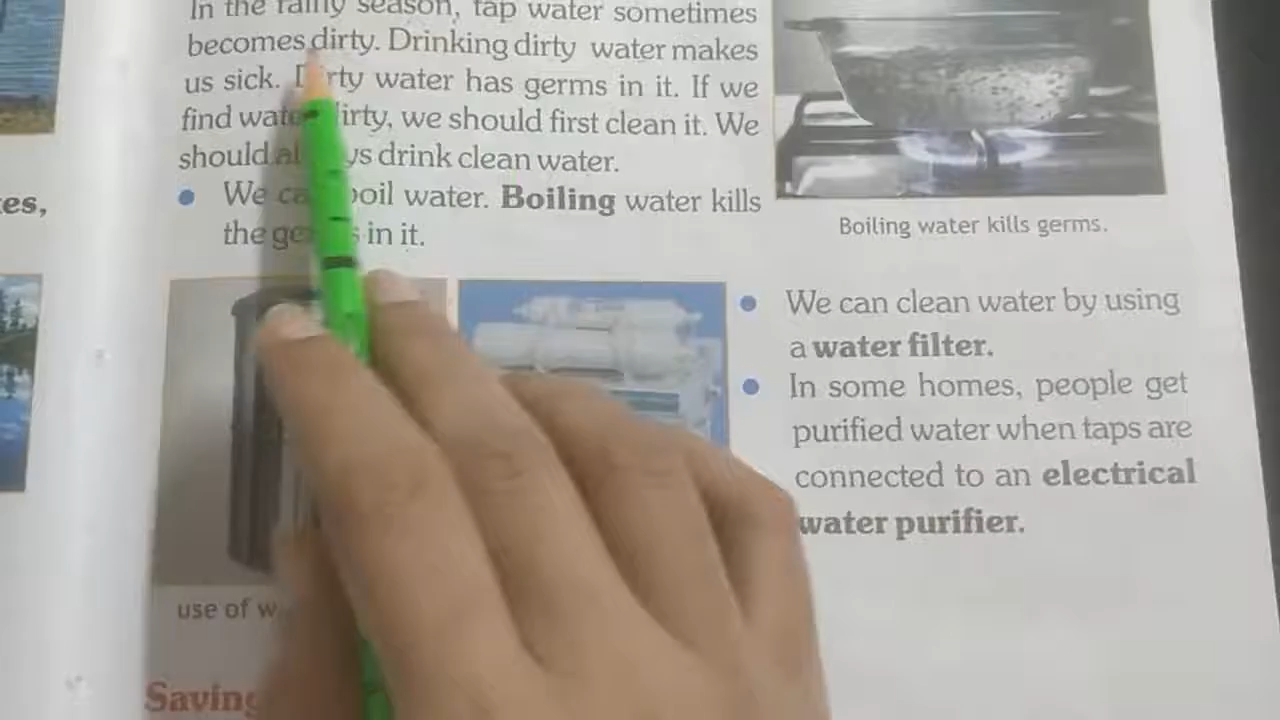 In the rainy season, tap water sometimes
becomes dirty. Drinking dirty water makes
us sick. Dirty water has germs in it. If we
find water dirty, we should first clean it. We
should always drink clean water.
• We can boil water. Boiling water kills
the germs in it.
Boiling water kills germs.
• We can clean water by using
a water filter.
• In some homes, people get
purified water when taps are
connected to an electrical
water purifier.
use of
Saving